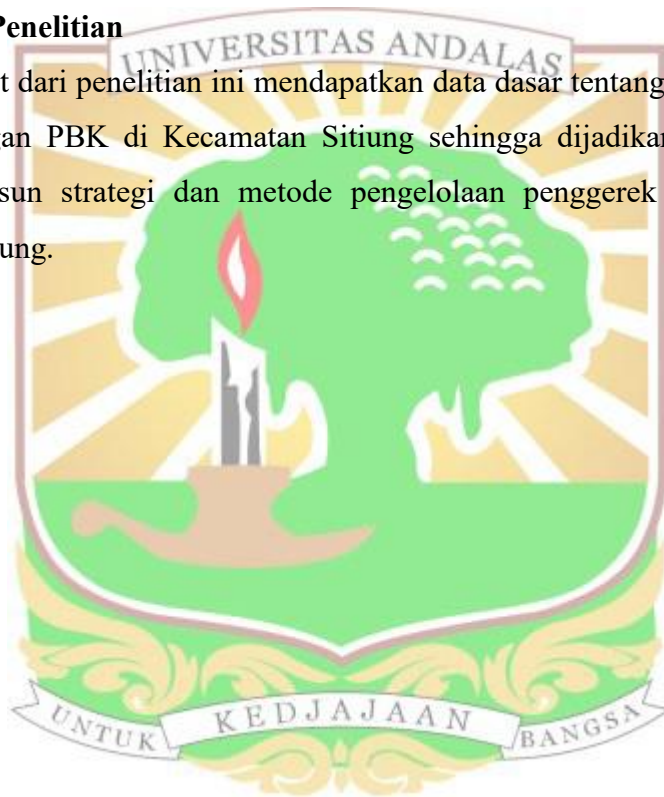 Penelitian
UNIVERSITAS ANDALAS
t dari penelitian ini mendapatkan data dasar tentang
gan PBK di Kecamatan Sitiung sehingga dijadikan
sun strategi dan metode pengelolaan penggerek
ung.
UNTUK KEDJAJAAN BANGSA